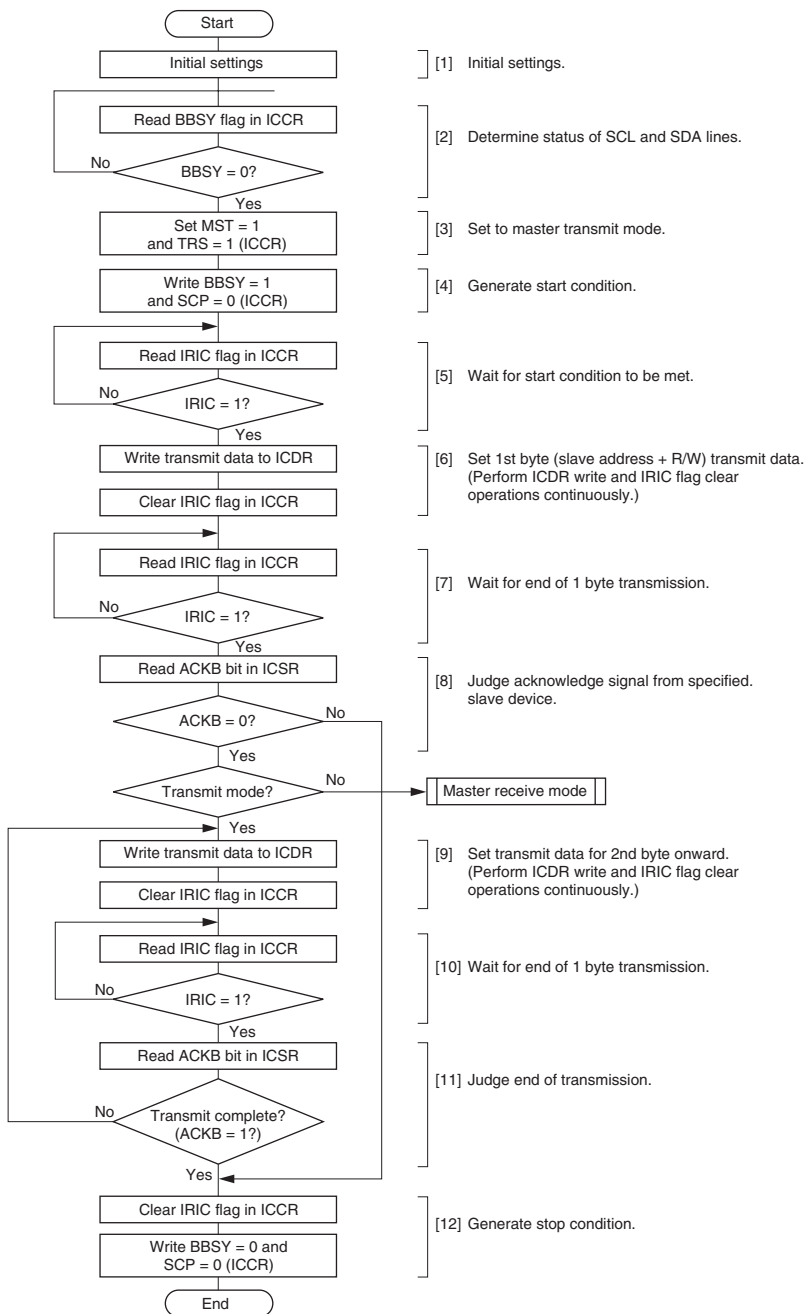 Start
Initial settings
[1] Initial settings.
Read BBSY flag in ICCR
[2] Determine status of SCL and SDA lines.
No
BBSY = 0?
Yes
Set MST = 1
and TRS = 1 (ICCR)
[3] Set to master transmit mode.
Write BBSY = 1
and SCP = 0 (ICCR)
[4] Generate start condition.
Read IRIC flag in ICCR
[5] Wait for start condition to be met.
No
IRIC = 1?
Yes
Write transmit data to ICDR
[6] Set 1st byte (slave address + R/W) transmit data.
(Perform ICDR write and IRIC flag clear
operations continuously.)
Clear IRIC flag in ICCR
Read IRIC flag in ICCR
[7] Wait for end of 1 byte transmission.
No
IRIC = 1?
Yes
Read ACKB bit in ICSR
[8] Judge acknowledge signal from specified.
slave device.
ACKB = 0?
No
Yes
Transmit mode?
No
Master receive mode
Yes
Write transmit data to ICDR
[9] Set transmit data for 2nd byte onward.
(Perform ICDR write and IRIC flag clear
operations continuously.)
Clear IRIC flag in ICCR
Read IRIC flag in ICCR
[10] Wait for end of 1 byte transmission.
No
IRIC = 1?
Yes
Read ACKB bit in ICSR
[11] Judge end of transmission.
No
Transmit complete?
(ACKB = 1?)
Yes
Clear IRIC flag in ICCR
[12] Generate stop condition.
Write BBSY = 0 and
SCP = 0 (ICCR)
End